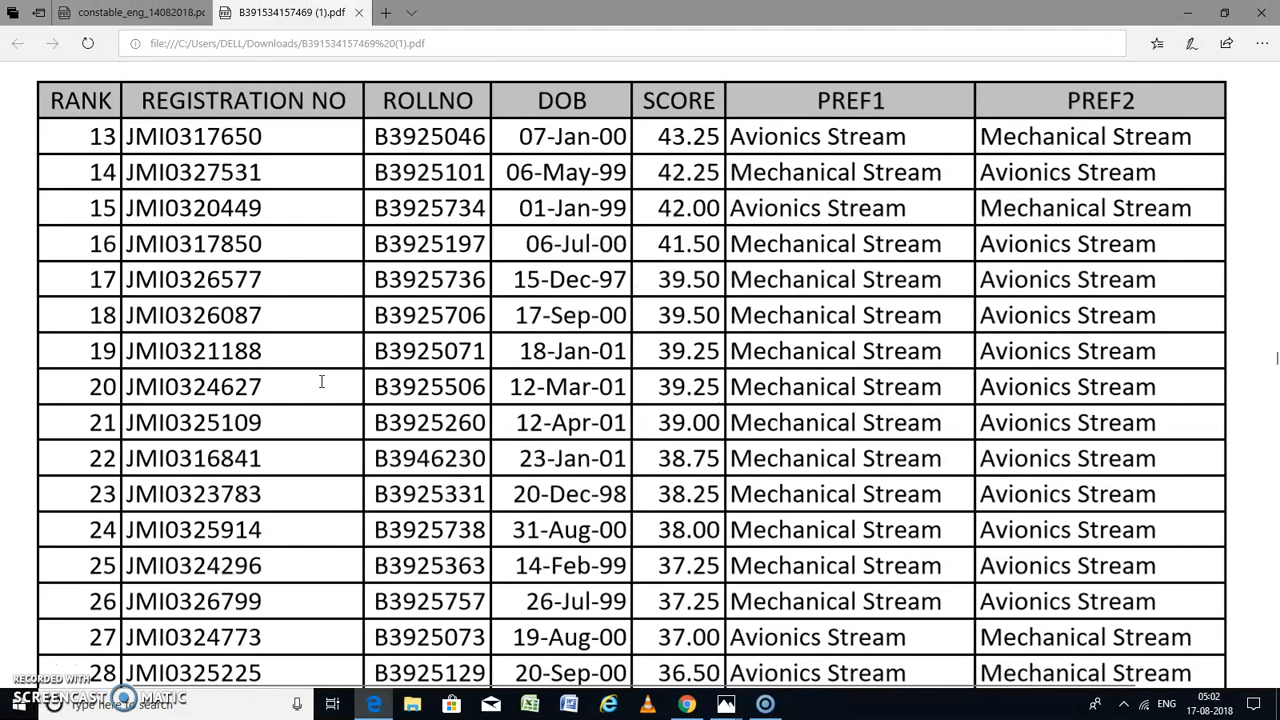 constable_eng_14082018.pc
B391534157469 (1).pdf
file:///C:/Users/DELL/Downloads/B391534157469%20(1).pdf
RANK REGISTRATION NO ROLLNO DOB SCORE PREF1 PREF2
13 JMI0317650 B3925046 07-Jan-00 43.25 Avionics Stream Mechanical Stream
14 JMI0327531 B3925101 06-May-99 42.25 Mechanical Stream Avionics Stream
15 JMI0320449 B3925734 01-Jan-99 42.00 Avionics Stream Mechanical Stream
16 JMI0317850 B3925197 06-Jul-00 41.50 Mechanical Stream Avionics Stream
17 JMI0326577 B3925736 15-Dec-97 39.50 Mechanical Stream Avionics Stream
18 JMI0326087 B3925706 17-Sep-00 39.50 Mechanical Stream Avionics Stream
19 JMI0321188 B3925071 18-Jan-01 39.25 Mechanical Stream Avionics Stream
20 JMI0324627 B3925506 12-Mar-01 39.25 Mechanical Stream Avionics Stream
21 JMI0325109 B3925260 12-Apr-01 39.00 Mechanical Stream Avionics Stream
22 JMI0316841 B3946230 23-Jan-01 38.75 Mechanical Stream Avionics Stream
23 JMI0323783 B3925331 20-Dec-98 38.25 Mechanical Stream Avionics Stream
24 JMI0325914 B3925738 31-Aug-00 38.00 Mechanical Stream Avionics Stream
25 JMI0324296 B3925363 14-Feb-99 37.25 Mechanical Stream Avionics Stream
26 JMI0326799 B3925757 26-Jul-99 37.25 Mechanical Stream Avionics Stream
27 JMI0324773 B3925073 19-Aug-00 37.00 Avionics Stream Mechanical Stream
28 JMI0325225 B3925129 20-Sep-00 36.50 Avionics Stream Mechanical Stream
RECORDED WITH
SCREENCAST MATIC
Type here to search
ENG
05:02
17-08-2018